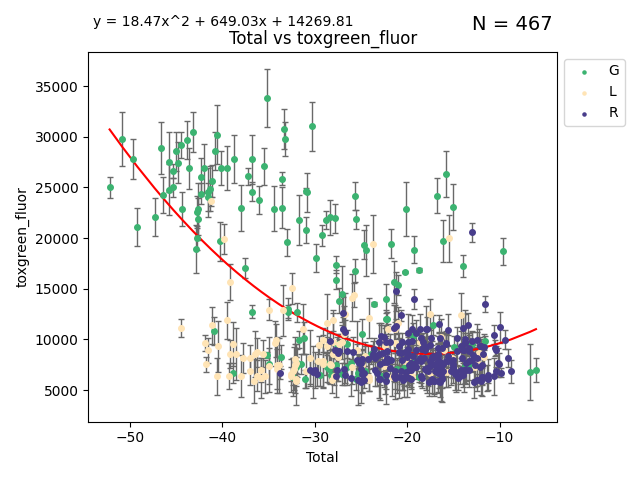 y = 18.47x^2 + 649.03x + 14269.81
N = 467
Total vs toxgreen_fluor
35000
30000
25000
20000
15000
10000
5000
toxgreen_fluor
−50
−40
−30
−20
−10
Total
G
L
R